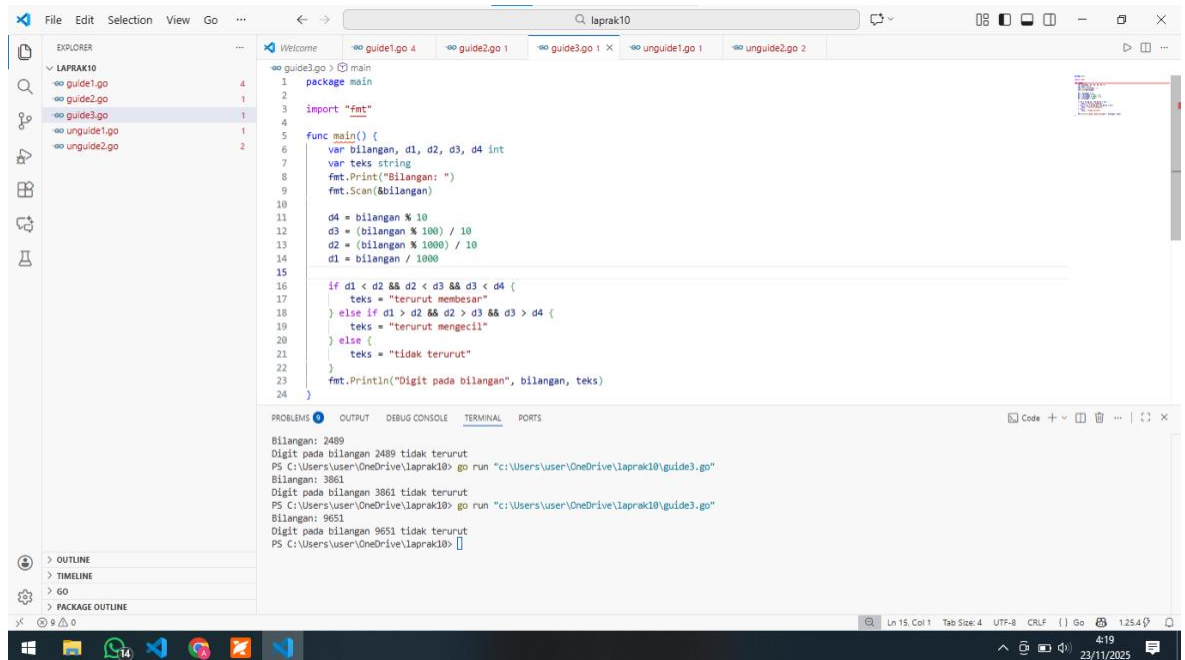 File Edit Selection View Go ... laprak10
EXPLORER ...
LAPRAK10
guide1.go 4
guide2.go 1
guide3.go 1
unguide1.go 1
unguide2.go 2
OUTLINE
TIMELINE
GO
PACKAGE OUTLINE
Welcome guide1.go 4 guide2.go 1 guide3.go 1 unguide1.go 1 unguide2.go 2
guide3.go > main
1 package main
2
3 import "fmt"
4
5 func main() {
6 var bilangan, d1, d2, d3, d4 int
7 var teks string
8 fmt.Print("Bilangan: ")
9 fmt.Scan(&bilangan)
10
11 d4 = bilangan % 10
12 d3 = (bilangan % 100) / 10
13 d2 = (bilangan % 1000) / 10
14 d1 = bilangan / 1000
15
16 if d1 < d2 && d2 < d3 && d3 < d4 {
17 teks = "terurut membesar"
18 } else if d1 > d2 && d2 > d3 && d3 > d4 {
19 teks = "terurut mengecil"
20 } else {
21 teks = "tidak terurut"
22 }
23 fmt.Println("Digit pada bilangan", bilangan, teks)
24 }
PROBLEMS 9 OUTPUT DEBUG CONSOLE TERMINAL PORTS Code
Bilangan: 2489
Digit pada bilangan 2489 tidak terurut
PS C:\Users\user\OneDrive\laprak10> go run "c:\Users\user\OneDrive\laprak10\guide3.go"
Bilangan: 3861
Digit pada bilangan 3861 tidak terurut
PS C:\Users\user\OneDrive\laprak10> go run "c:\Users\user\OneDrive\laprak10\guide3.go"
Bilangan: 9651
Digit pada bilangan 9651 tidak terurut
PS C:\Users\user\OneDrive\laprak10>
9 0 Ln 15, Col 1 Tab Size: 4 UTF-8 CRLF {} Go 1.25.4
14 4:19
23/11/2025